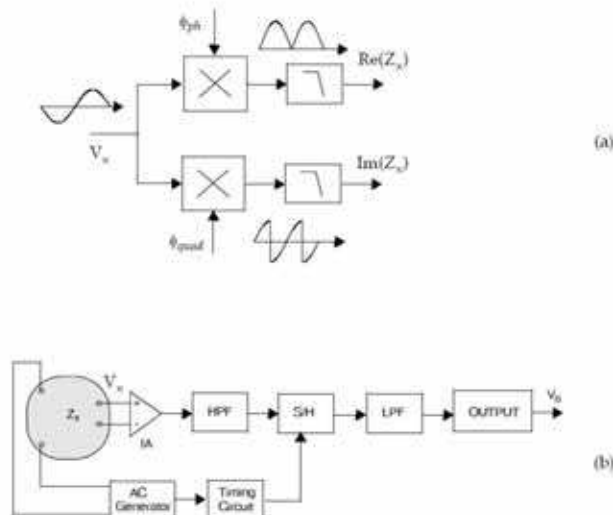 ϕph
Re(Zx)
Vx
(a)
Im(Zx)
ϕquad
Vx
Zx
+
-
IA
HPF
S/H
LPF
OUTPUT
Vo
(b)
AC Generator
Timing Circuit